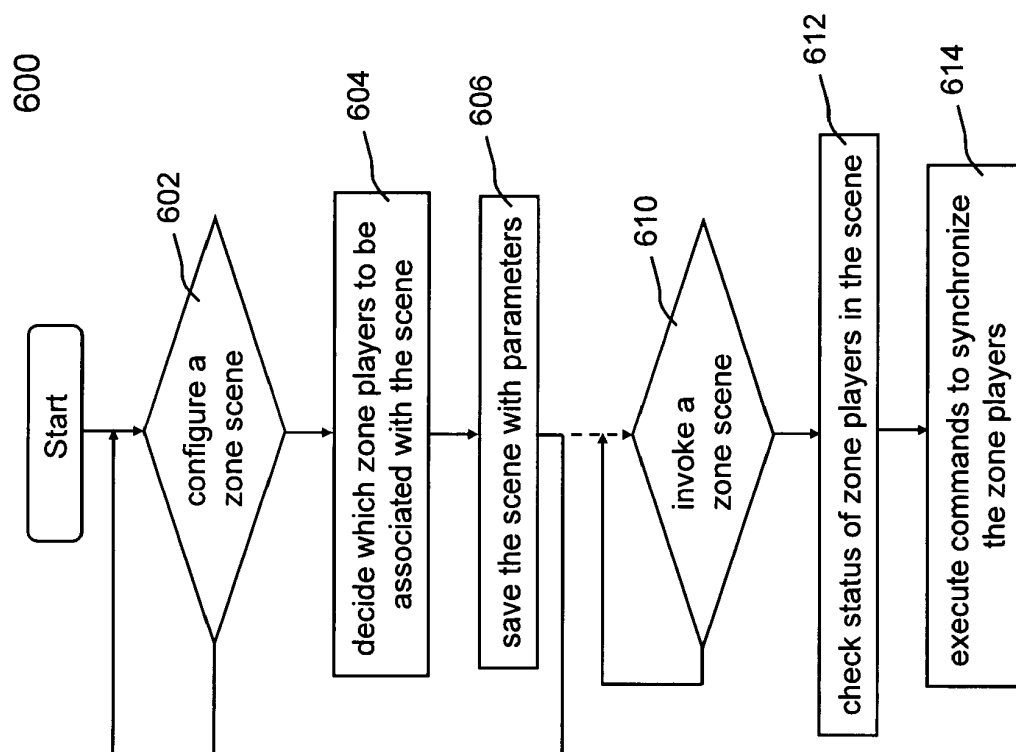 600
Start
602
configure a
zone scene
604
decide which zone players to be
associated with the scene
606
save the scene with parameters
610
invoke a
zone scene
612
check status of zone players in the scene
614
execute commands to synchronize
the zone players